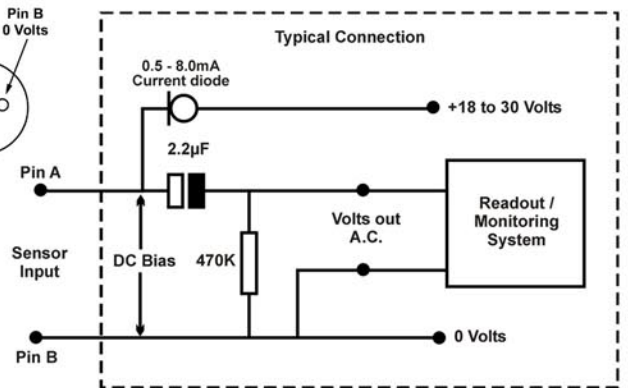 Pin B
0 Volts
Typical Connection
0.5 - 8.0mA
Current diode
+18 to 30 Volts
2.2µF
Pin A
Readout /
Monitoring
System
Volts out
A.C.
Sensor
Input
DC Bias
470K
0 Volts
Pin B